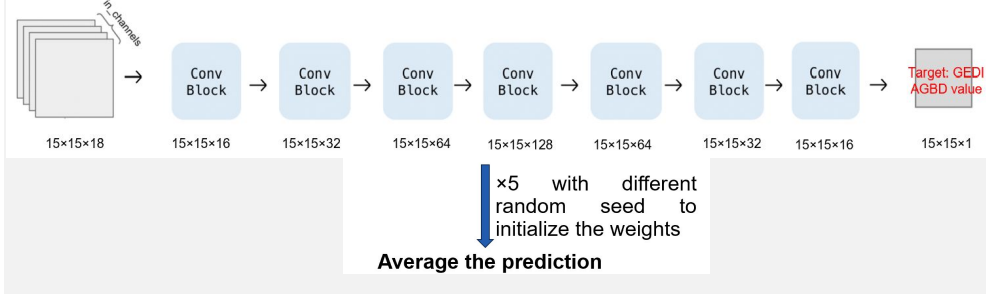 in_channels
Conv Block
Conv Block
Conv Block
Conv Block
Conv Block
Conv Block
Conv Block
Target: GEDI
AGBD value
15×15×18
15×15×16
15×15×32
15×15×64
15×15×128
15×15×64
15×15×32
15×15×16
15×15×1
×5 with different
random seed to
initialize the weights
Average the prediction